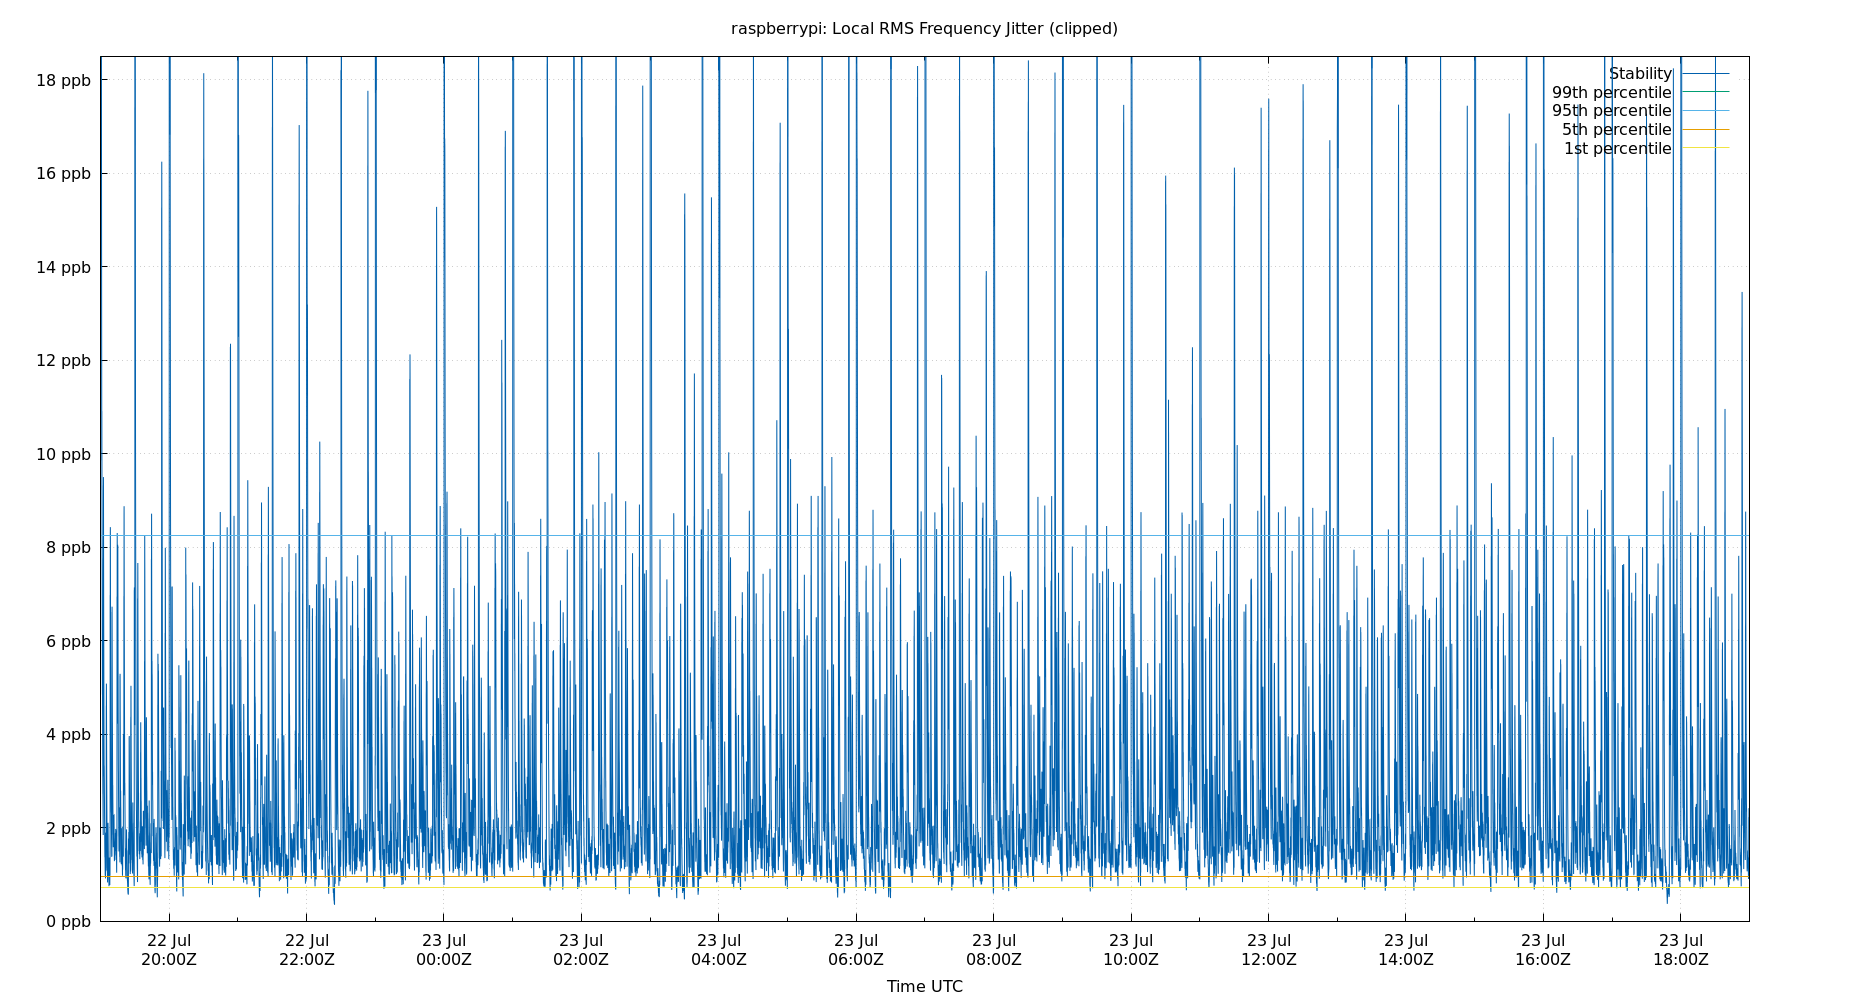 raspberrypi: Local RMS Frequency Jitter (clipped)
18 ppb
16 ppb
14 ppb
12 ppb
10 ppb
8 ppb
6 ppb
4 ppb
2 ppb
0 ppb
Stability
99th percentile
95th percentile
5th percentile
1st percentile
22 Jul 22 Jul 23 Jul 23 Jul 23 Jul 23 Jul 23 Jul 23 Jul 23 Jul 23 Jul 23 Jul 23 Jul
20:00Z 22:00Z 00:00Z 02:00Z 04:00Z 06:00Z 08:00Z 10:00Z 12:00Z 14:00Z 16:00Z 18:00Z
Time UTC